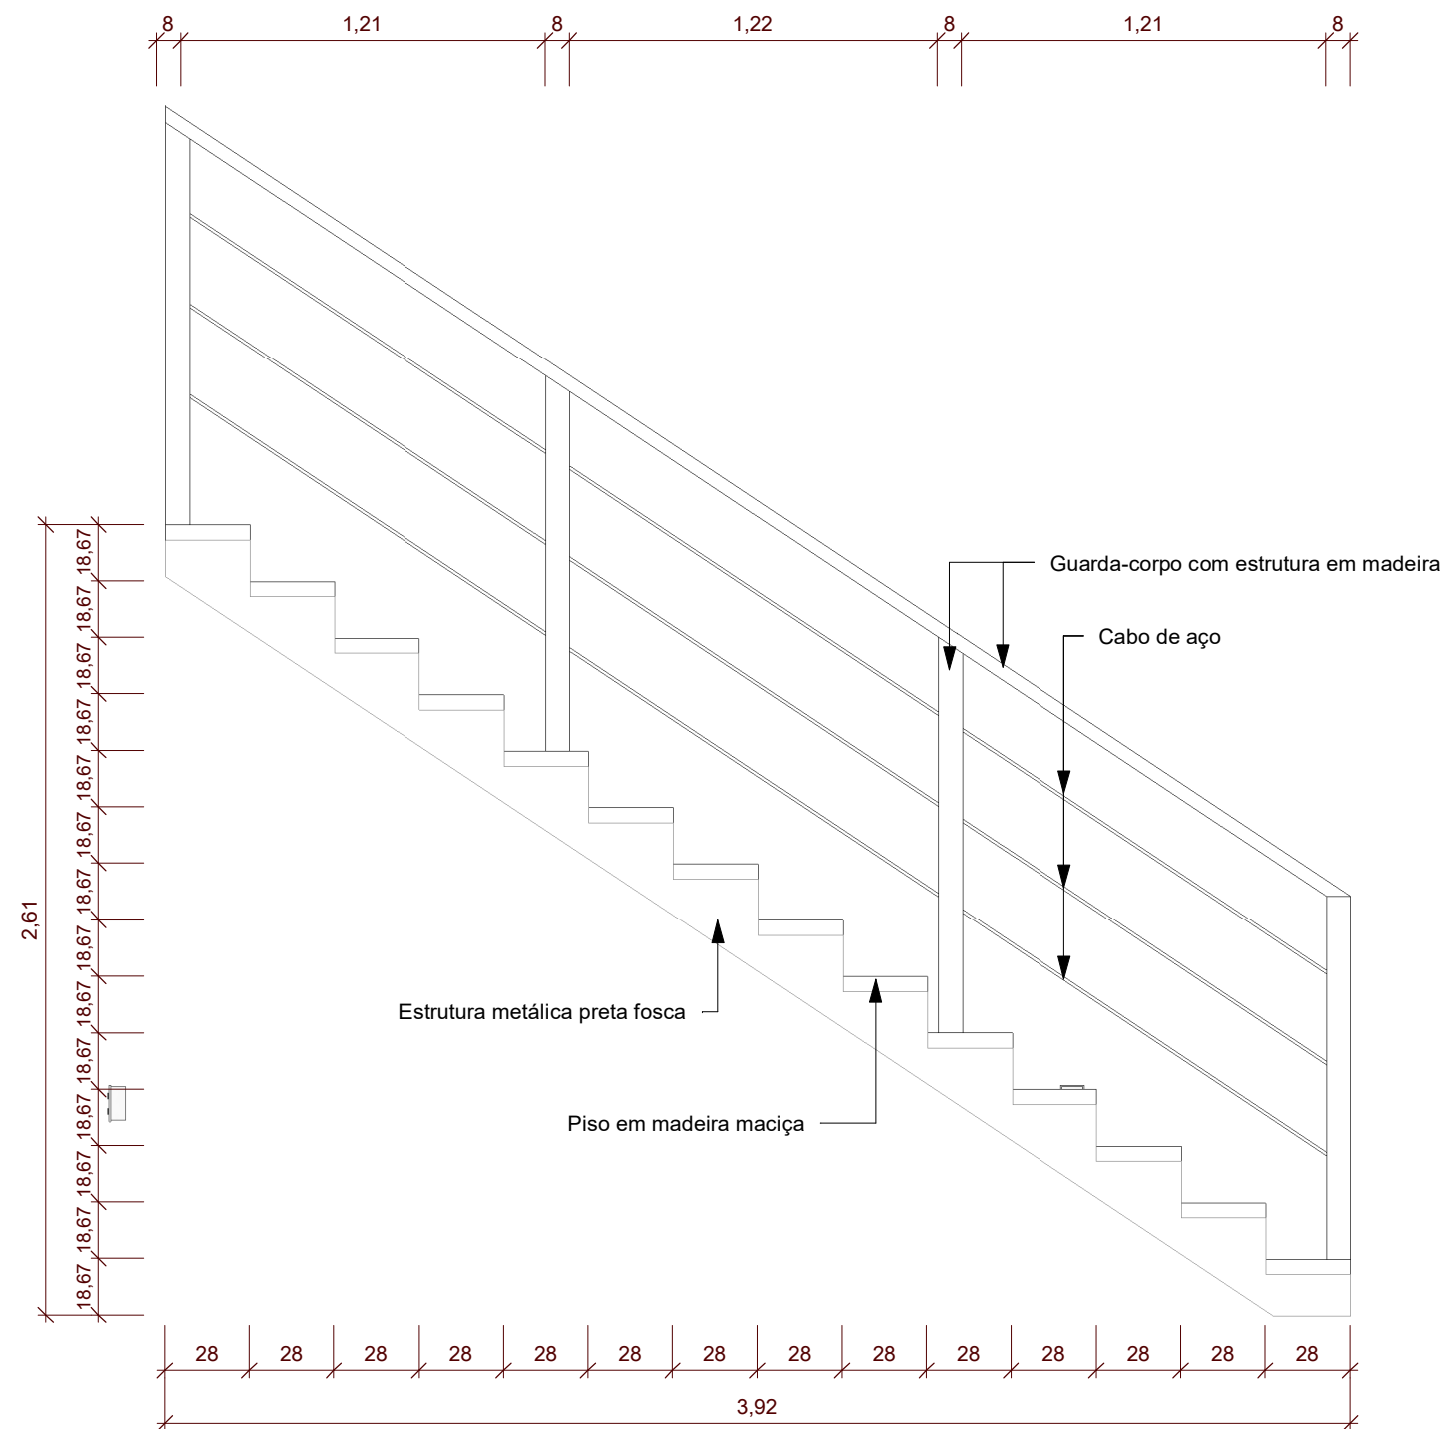 8 1,21 8 1,22 8 1,21 8
Guarda-corpo com estrutura em madeira
Cabo de aço
18,67
18,67
18,67
18,67
18,67
18,67
18,67
18,67
18,67
18,67
18,67
18,67
18,67
18,67
2,61
Estrutura metálica preta fosca
Piso em madeira maciça
28 28 28 28 28 28 28 28 28 28 28 28 28 28
3,92